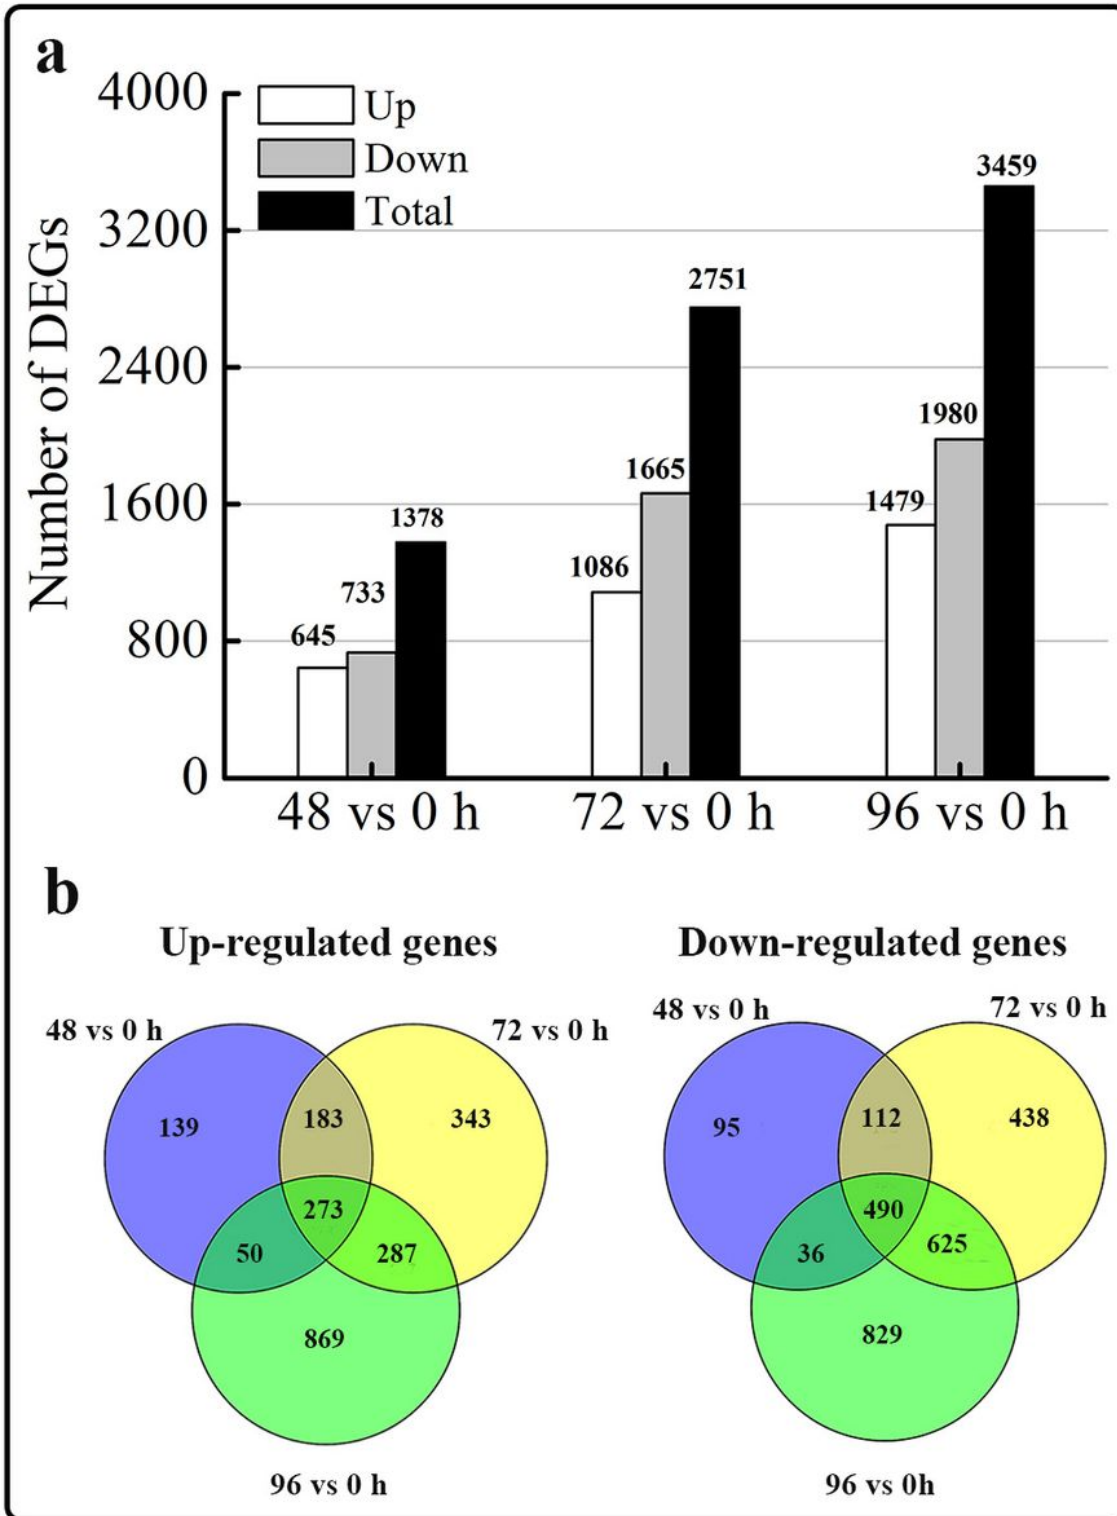 a
4000
Up
Down
Total
3459
3200
2751
2400
1980
1665
1600
1479
1378
1086
733
645
800
0
Number of DEGs
48 vs 0 h
72 vs 0 h
96 vs 0 h
b
Up-regulated genes
48 vs 0 h
72 vs 0 h
139
183
343
273
50
287
869
96 vs 0 h
Down-regulated genes
48 vs 0 h
72 vs 0 h
95
112
438
490
36
625
829
96 vs 0h